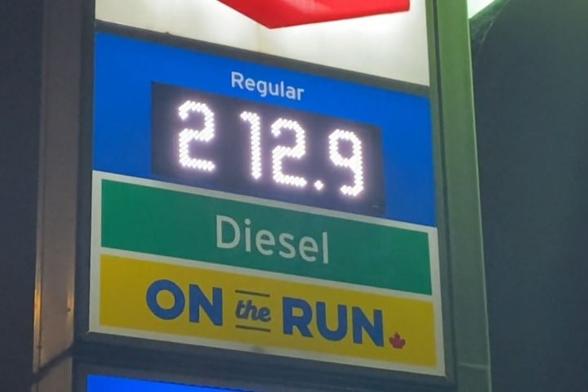 Regular
212.9
Diesel
ON the RUN